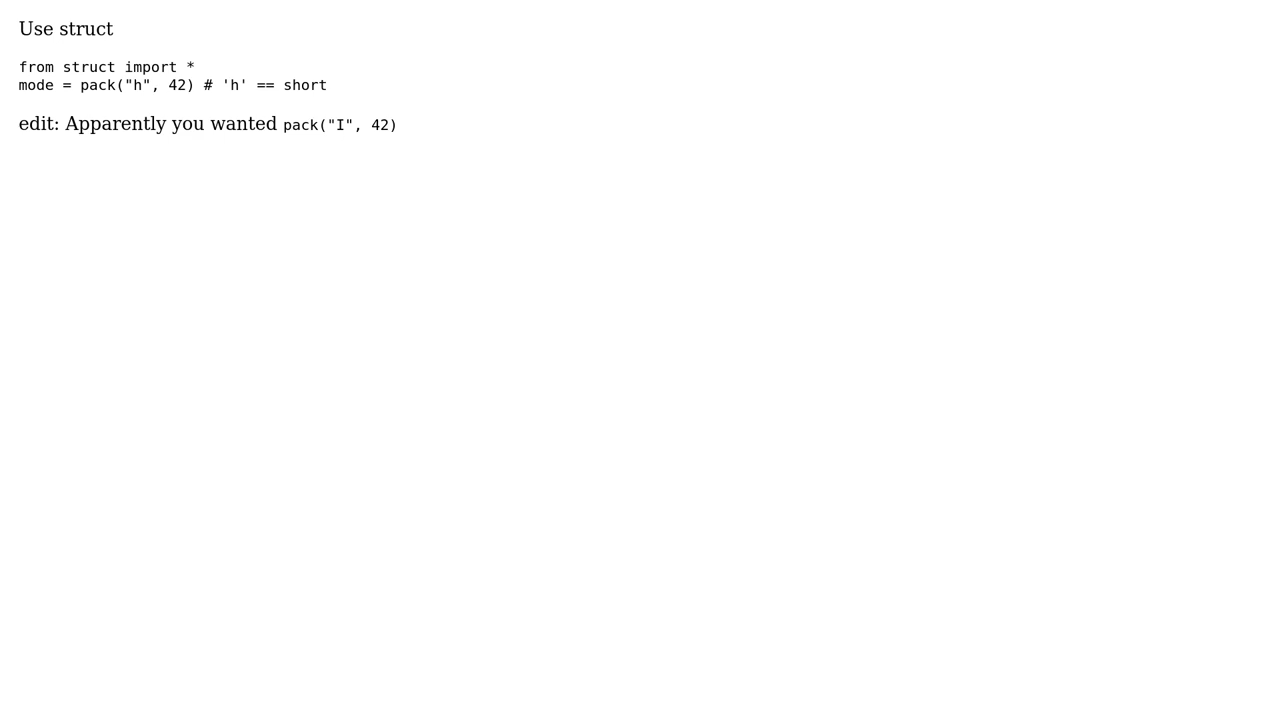 Use struct
from struct import *
mode = pack("h", 42) # 'h' == short
edit: Apparently you wanted pack("I", 42)